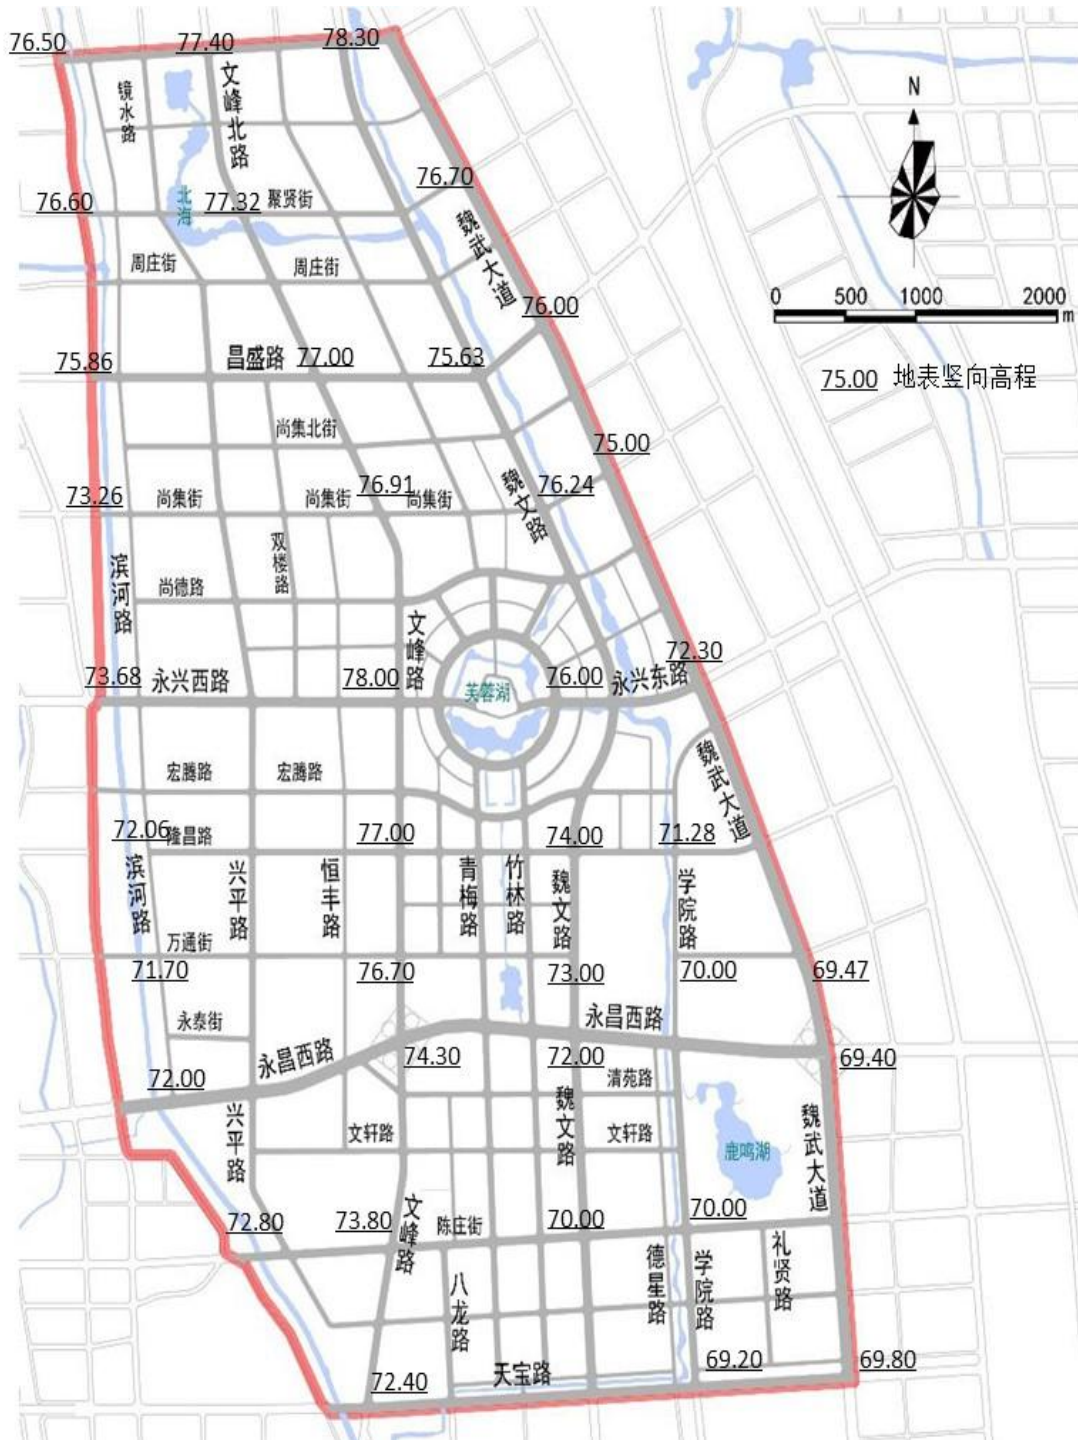 76.50
77.40
78.30
镜水路
文峰北路
N
76.70
76.60
北海
77.32
聚贤街
魏武大道
周庄街
周庄街
0
500
1000
2000
m
76.00
75.86
昌盛路
77.00
75.63
75.00
地表竖向高程
尚集北街
75.00
73.26
尚集街
尚集街
76.91
尚集街
魏文路
76.24
滨河路
双楼路
尚德路
文峰路
73.68
永兴西路
78.00
芙蓉湖
76.00
永兴东路
72.30
宏腾路
宏腾路
魏武大道
72.06
隆昌路
77.00
74.00
71.28
滨河路
兴平路
恒丰路
青梅路
竹林路
魏文路
学院路
万通街
71.70
76.70
73.00
70.00
69.47
永泰街
永昌西路
永昌西路
74.30
72.00
69.40
72.00
清苑路
兴平路
文轩路
魏文路
文轩路
鹿鸣湖
魏武大道
72.80
73.80
文峰路
陈庄街
70.00
70.00
八龙路
德星路
学院路
礼贤路
72.40
天宝路
69.20
69.80